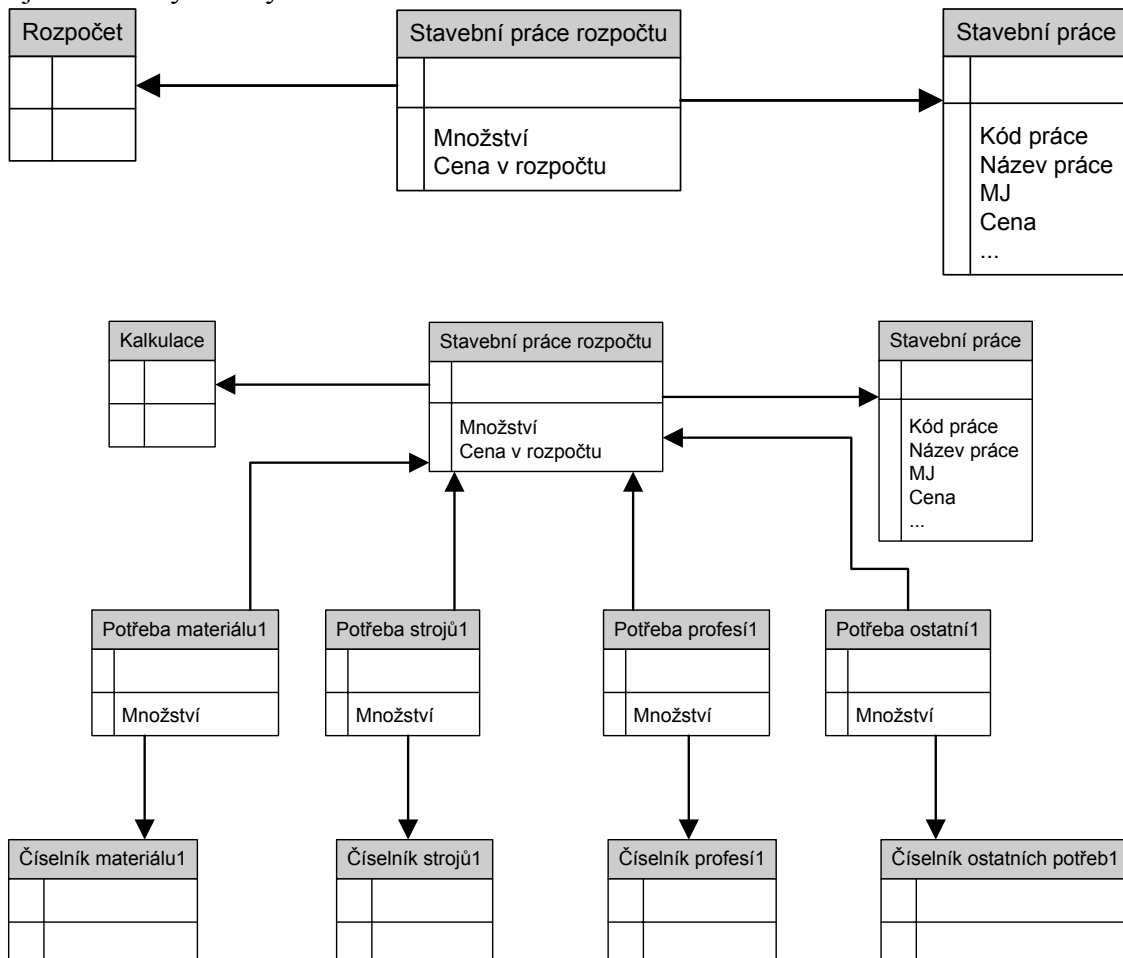 Rozpočet
Stavební práce rozpočtu
Stavební práce
Množství
Cena v rozpočtu
Kód práce
Název práce
MJ
Cena
...
Kalkulace
Stavební práce rozpočtu
Stavební práce
Množství
Cena v rozpočtu
Kód práce
Název práce
MJ
Cena
...
Potřeba materiálu1
Potřeba strojů1
Potřeba profesí1
Potřeba ostatní1
Množství
Množství
Množství
Množství
Číselník materiálu1
Číselník strojů1
Číselník profesí1
Číselník ostatních potřeb1